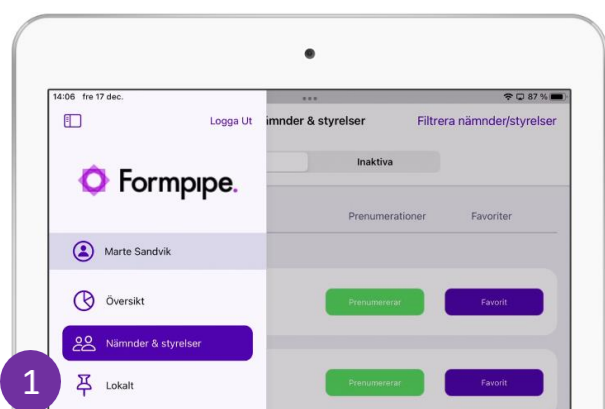 14:06 fre 17 dec.
87 %
Logga Ut
ämnder & styrelser
Filtrera nämnder/styrelser
Formpipe.
Inaktiva
Prenumerationer
Favoriter
Marte Sandvik
Översikt
Prenumererar
Favorit
Nämnder & styrelser
1
Lokalt
Prenumererar
Favorit